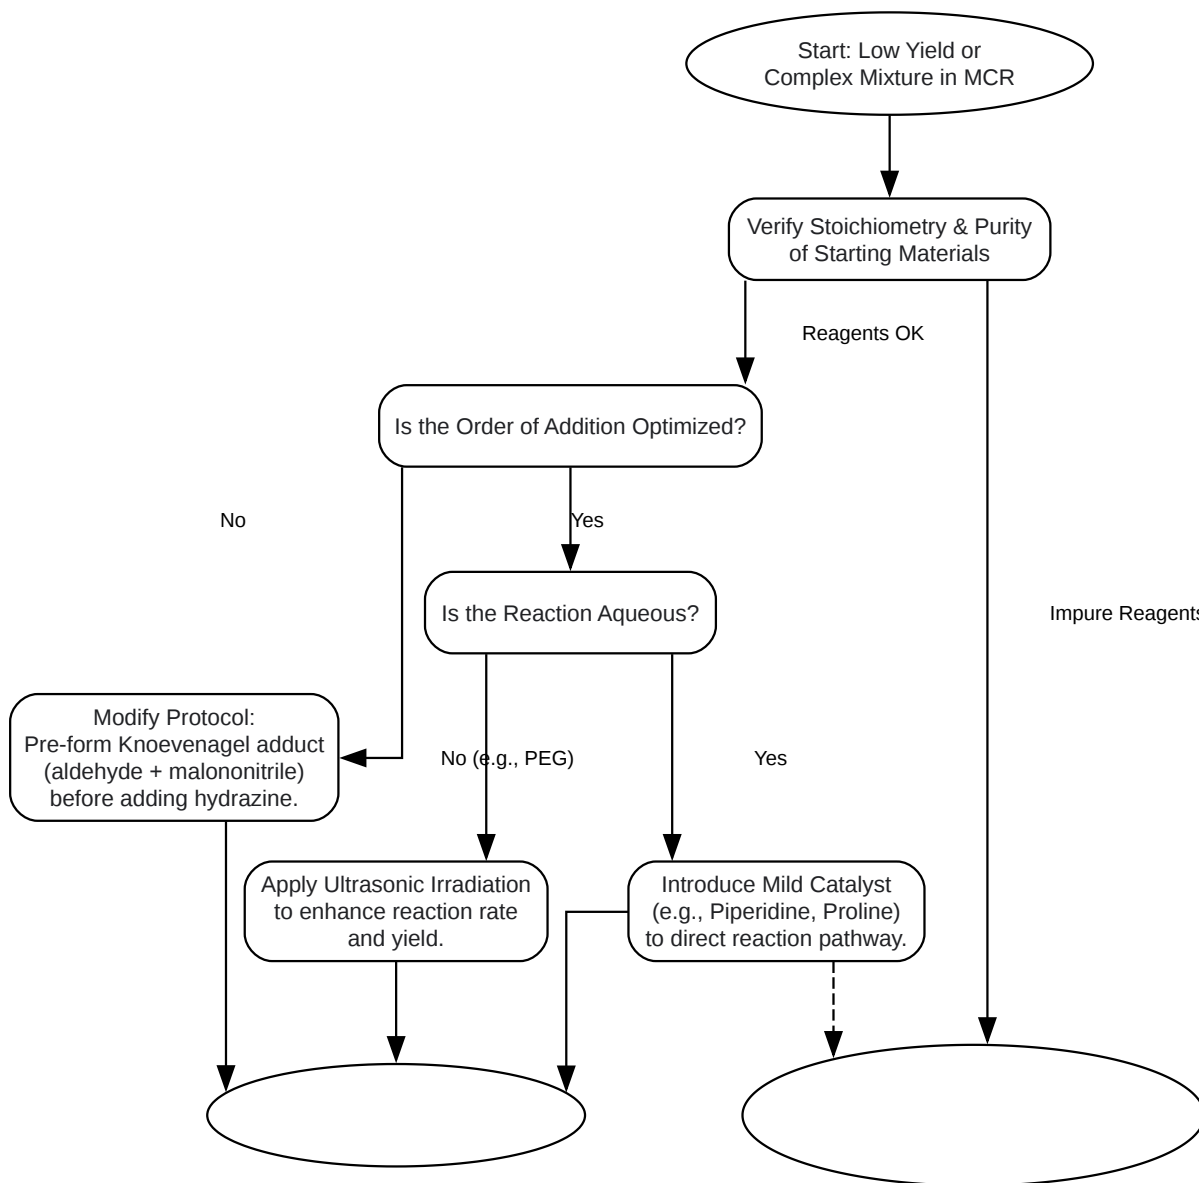 Start: Low Yield or
Complex Mixture in MCR
Verify Stoichiometry & Purity
of Starting Materials
Reagents OK
Is the Order of Addition Optimized?
No
Yes
Is the Reaction Aqueous?
Impure Reagents
Modify Protocol:
Pre-form Knoevenagel adduct
(aldehyde + malononitrile)
before adding hydrazine.
No (e.g., PEG)
Yes
Apply Ultrasonic Irradiation
to enhance reaction rate
and yield.
Introduce Mild Catalyst
(e.g., Piperidine, Proline)
to direct reaction pathway.